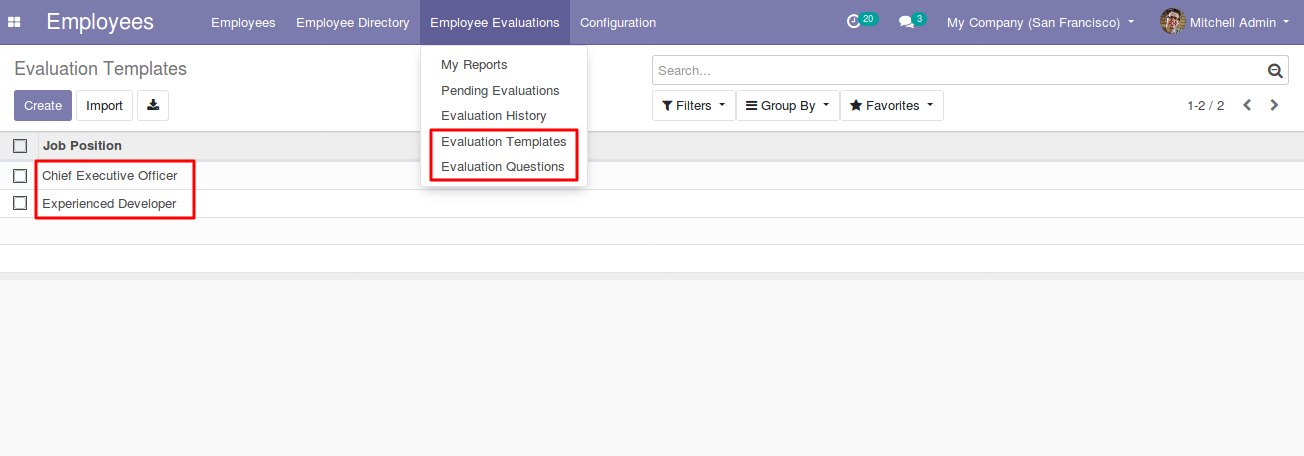 Employees Employees Employee Directory Employee Evaluations Configuration 20 3 My Company (San Francisco) Mitchell Admin
Evaluation Templates
Search...
Create Import Filters Group By Favorites 1-2 / 2
My Reports
Pending Evaluations
Evaluation History
Evaluation Templates
Evaluation Questions
Job Position
Chief Executive Officer
Experienced Developer